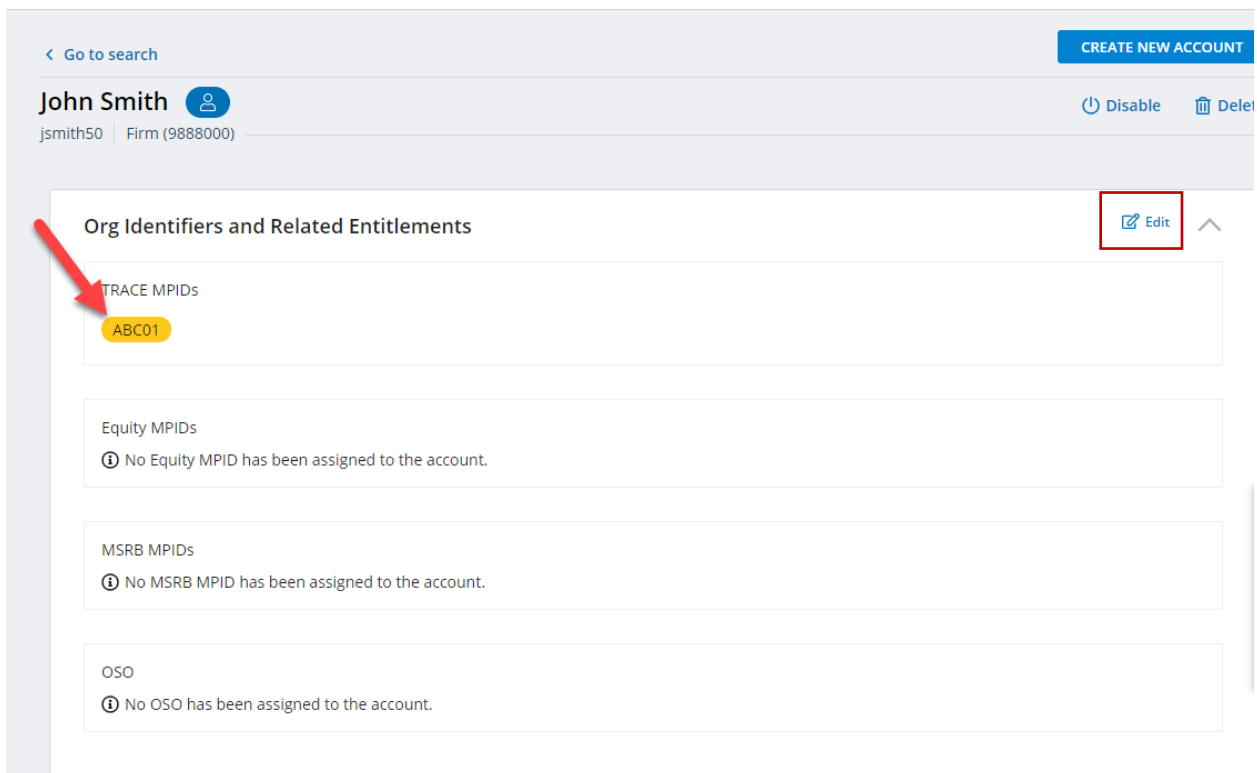 Go to search
CREATE NEW ACCOUNT
John Smith
Disable
Delet
jsmith50 Firm (9888000)
Org Identifiers and Related Entitlements
Edit
TRACE MPIDs
ABC01
Equity MPIDs
No Equity MPID has been assigned to the account.
MSRB MPIDs
No MSRB MPID has been assigned to the account.
OSO
No OSO has been assigned to the account.